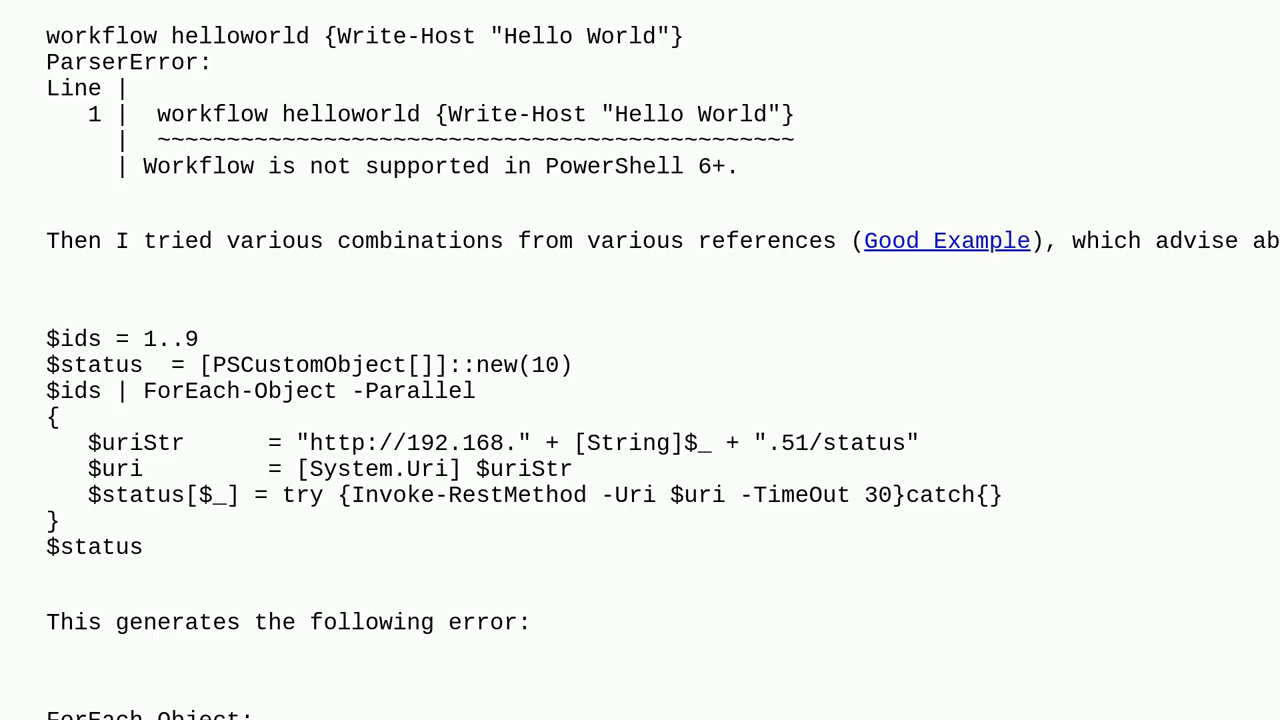 workflow helloworld {Write-Host "Hello World"}
ParserError:
Line |
   1 |  workflow helloworld {Write-Host "Hello World"}
     |  ~~~~~~~~~~~~~~~~~~~~~~~~~~~~~~~~~~~~~~~~~~~~~~
     | Workflow is not supported in PowerShell 6+.
Then I tried various combinations from various references (Good Example), which advise ab
$ids = 1..9
$status  = [PSCustomObject[]]::new(10)
$ids | ForEach-Object -Parallel
{
   $uriStr      = "http://192.168." + [String]$_ + ".51/status"
   $uri         = [System.Uri] $uriStr
   $status[$_] = try {Invoke-RestMethod -Uri $uri -TimeOut 30}catch{}
}
$status
This generates the following error:
ForEach-Object: